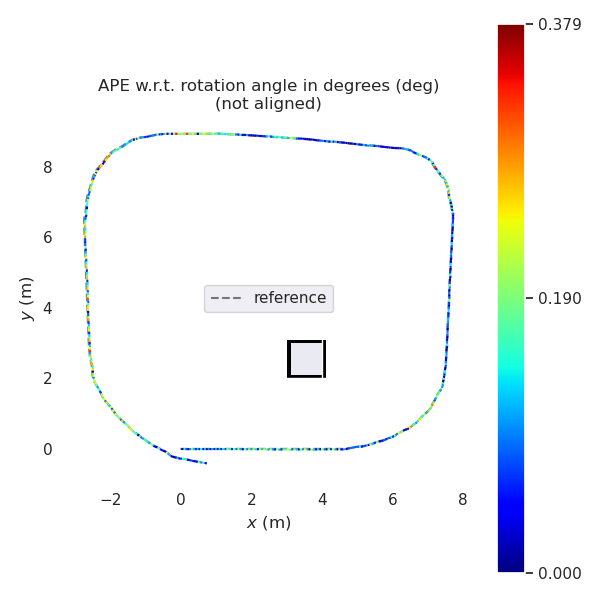 APE w.r.t. rotation angle in degrees (deg)
(not aligned)
0.379
0.190
0.000
8
6
4
2
0
y (m)
reference
−2
0
2
4
6
8
x (m)